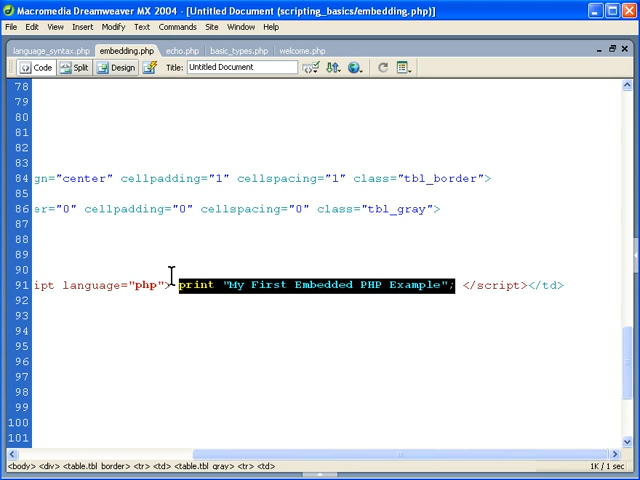 Macromedia Dreamweaver MX 2004 - [Untitled Document (scripting_basics/embedding.php)]
File Edit View Insert Modify Text Commands Site Window Help
language_syntax.php embedding.php echo.php basic_types.php welcome.php
Code Split Design Title: Untitled Document
78
79
80
81
82
83
84 gn="center" cellpadding="1" cellspacing="1" class="tbl_border">
85
86 er="0" cellpadding="0" cellspacing="0" class="tbl_gray">
87
88
89
90
91 ipt language="php"> print "My First Embedded PHP Example"; </script></td>
92
93
94
95
96
97
98
99
100
101
<body> <div> <table.tbl_border> <tr> <td> <table.tbl_gray> <tr> <td> 1K / 1 sec